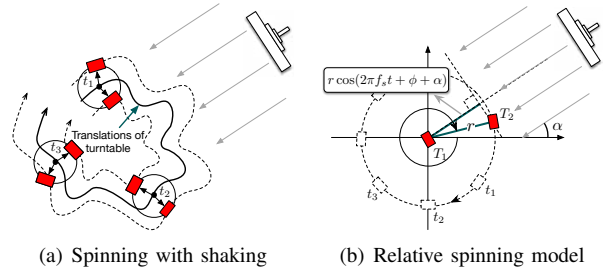 t₁
Translations of
turntable
t₃
t₂
(a) Spinning with shaking
r cos(2πfₛt + ϕ + α)
T₂
r
α
T₁
t₁
t₃
t₂
(b) Relative spinning model